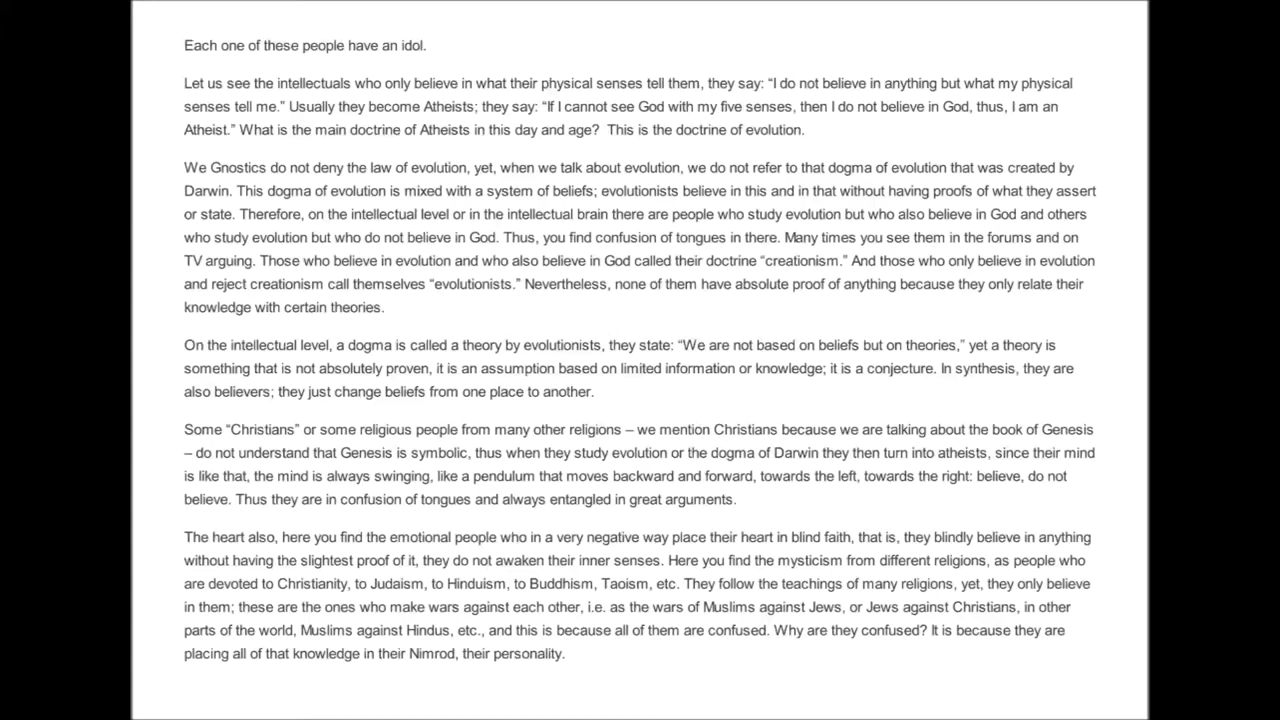 Each one of these people have an idol.
Let us see the intellectuals who only believe in what their physical senses tell them, they say: “I do not believe in anything but what my physical
senses tell me.” Usually they become Atheists; they say: “If I cannot see God with my five senses, then I do not believe in God, thus, I am an
Atheist.” What is the main doctrine of Atheists in this day and age?  This is the doctrine of evolution.
We Gnostics do not deny the law of evolution, yet, when we talk about evolution, we do not refer to that dogma of evolution that was created by
Darwin. This dogma of evolution is mixed with a system of beliefs; evolutionists believe in this and in that without having proofs of what they assert
or state. Therefore, on the intellectual level or in the intellectual brain there are people who study evolution but who also believe in God and others
who study evolution but who do not believe in God. Thus, you find confusion of tongues in there. Many times you see them in the forums and on
TV arguing. Those who believe in evolution and who also believe in God called their doctrine “creationism.” And those who only believe in evolution
and reject creationism call themselves “evolutionists.” Nevertheless, none of them have absolute proof of anything because they only relate their
knowledge with certain theories.
On the intellectual level, a dogma is called a theory by evolutionists, they state: “We are not based on beliefs but on theories,” yet a theory is
something that is not absolutely proven, it is an assumption based on limited information or knowledge; it is a conjecture. In synthesis, they are
also believers; they just change beliefs from one place to another.
Some “Christians” or some religious people from many other religions – we mention Christians because we are talking about the book of Genesis
– do not understand that Genesis is symbolic, thus when they study evolution or the dogma of Darwin they then turn into atheists, since their mind
is like that, the mind is always swinging, like a pendulum that moves backward and forward, towards the left, towards the right: believe, do not
believe. Thus they are in confusion of tongues and always entangled in great arguments.
The heart also, here you find the emotional people who in a very negative way place their heart in blind faith, that is, they blindly believe in anything
without having the slightest proof of it, they do not awaken their inner senses. Here you find the mysticism from different religions, as people who
are devoted to Christianity, to Judaism, to Hinduism, to Buddhism, Taoism, etc. They follow the teachings of many religions, yet, they only believe
in them; these are the ones who make wars against each other, i.e. as the wars of Muslims against Jews, or Jews against Christians, in other
parts of the world, Muslims against Hindus, etc., and this is because all of them are confused. Why are they confused? It is because they are
placing all of that knowledge in their Nimrod, their personality.